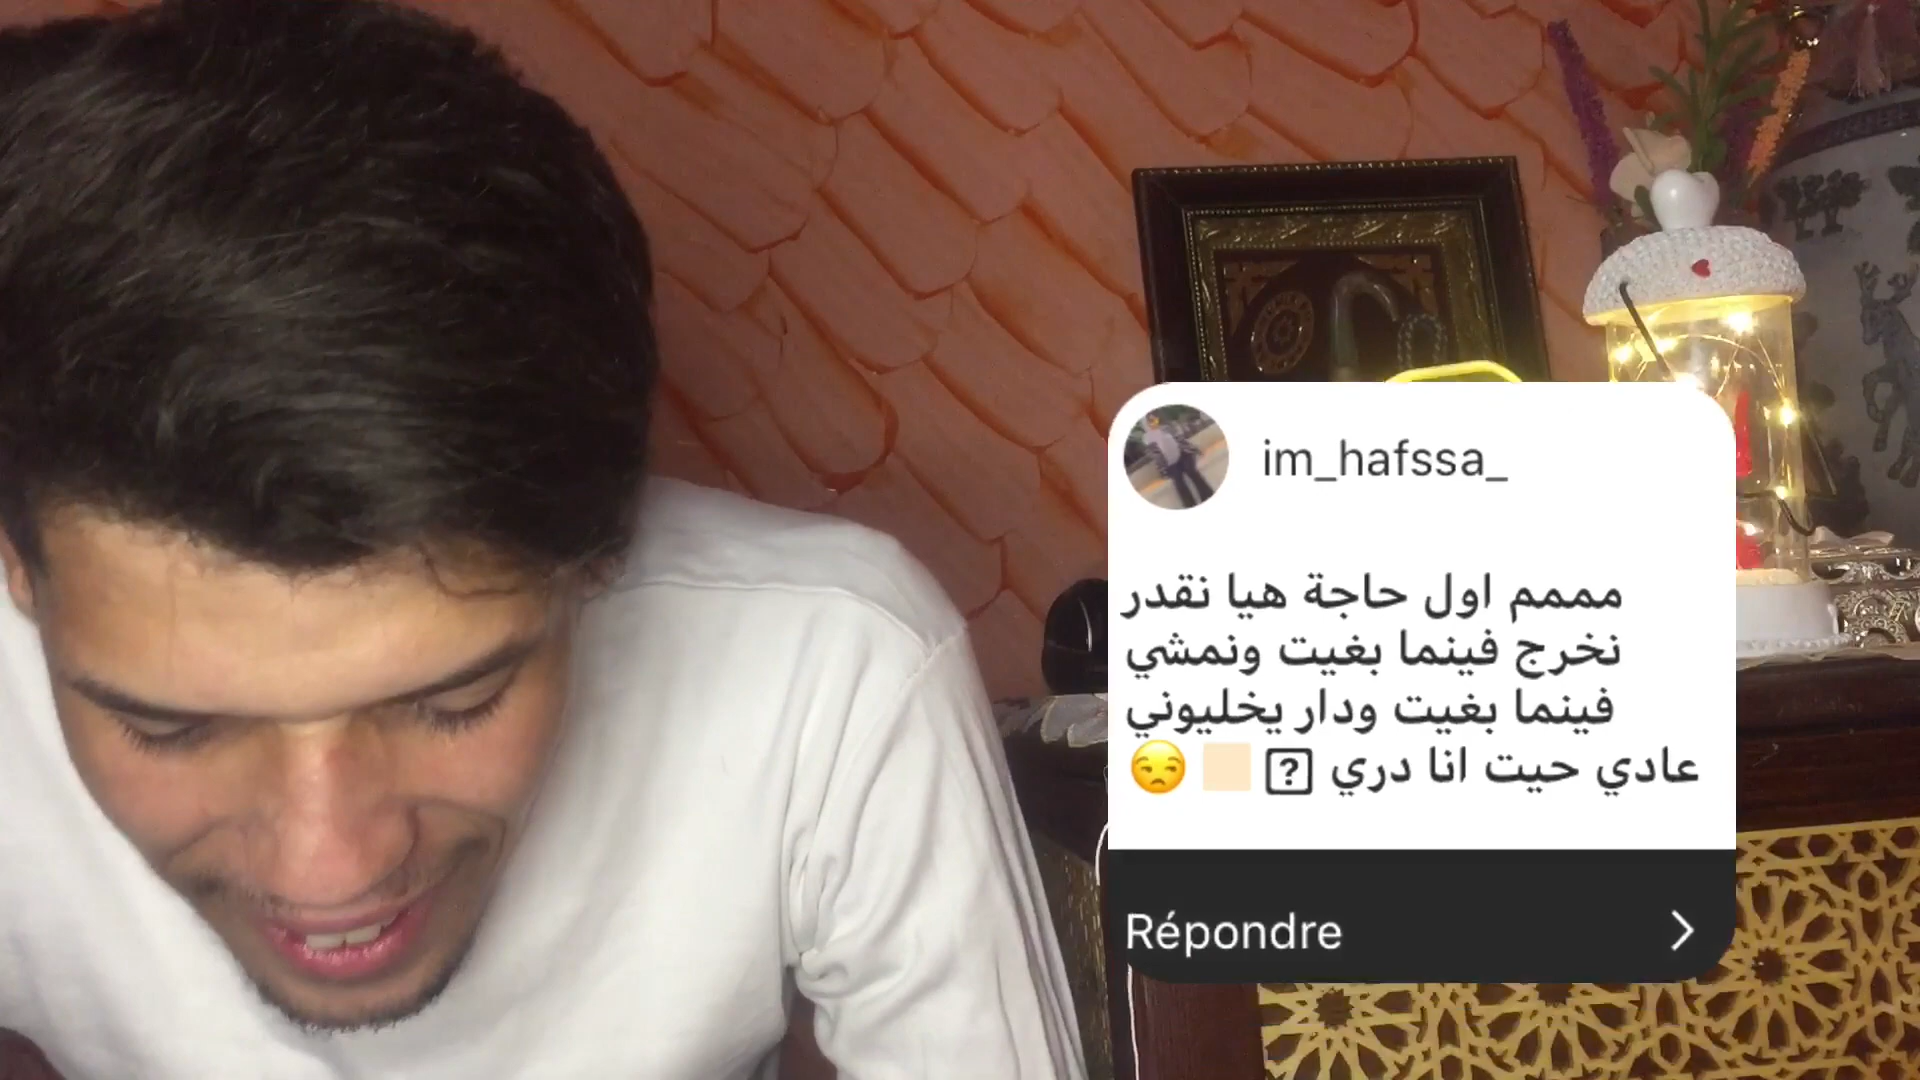 im_hafssa_
مممم اول حاجة هيا نقدر
نخرج فينما بغيت ونمشي
فينما بغيت ودار يخليوني
عادي حيت انا دري 🏻 😒
Répondre